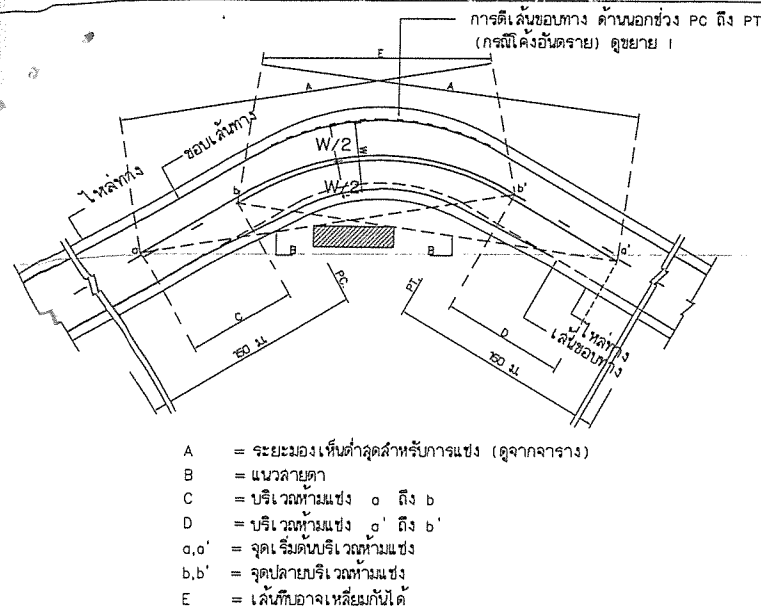 การตีเส้นขอบทาง ด้านนอกช่วง PC ถึง PT
(กรณีโค้งอันตราย) ดูขยาย 1
E
A
A
ขอบเส้นทาง
ไหล่ทาง
W/2
W
W/2
b
b'
a
a'
B
B
PC.
PT.
C
D
150 ม.
150 ม.
ไหล่ทาง
เส้นขอบทาง
A = ระยะมองเห็นต่ำสุดสำหรับการแซง (ดูจากจาราง)
B = แนวสายตา
C = บริเวณห้ามแซง a ถึง b
D = บริเวณห้ามแซง a' ถึง b'
a,a' = จุดเริ่มต้นบริเวณห้ามแซง
b,b' = จุดปลายบริเวณห้ามแซง
E = เส้นทึบอาจเหลี่ยมกันได้